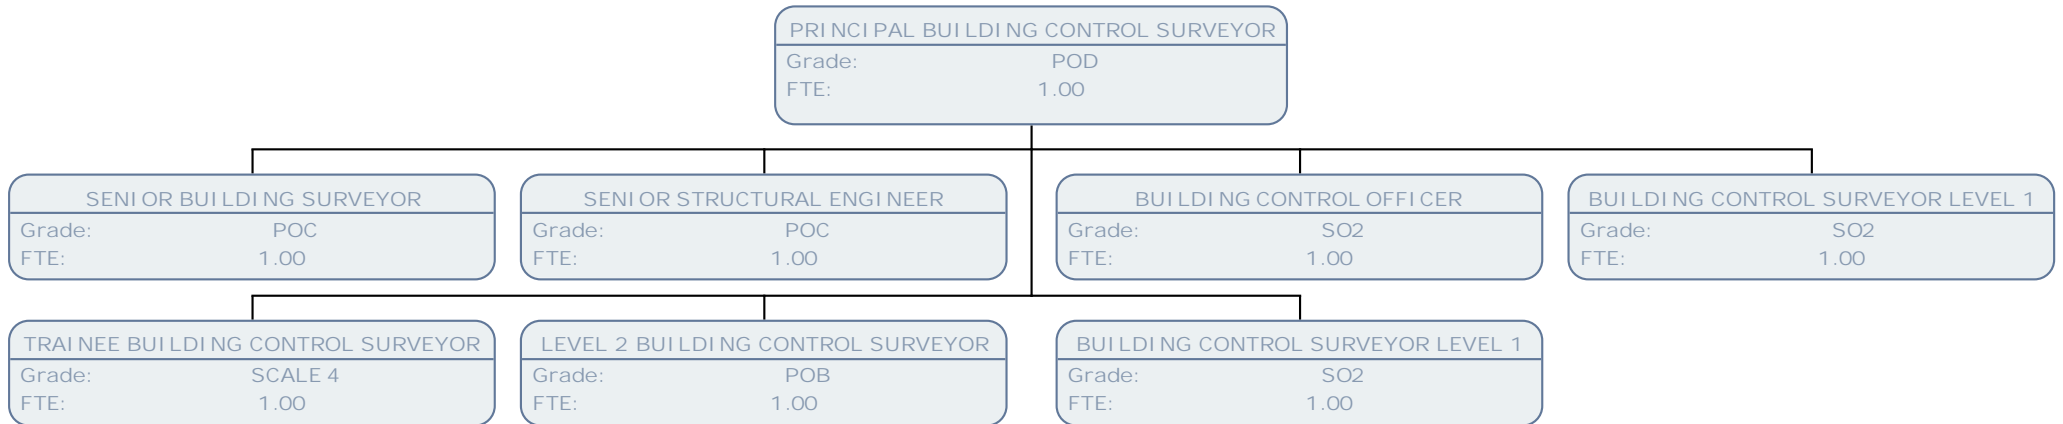 PRINCIPAL BUILDING CONTROL SURVEYOR
Grade: POD
FTE: 1.00
SENIOR BUILDING SURVEYOR
Grade: POC
FTE: 1.00
SENIOR STRUCTURAL ENGINEER
Grade: POC
FTE: 1.00
BUILDING CONTROL OFFICER
Grade: SO2
FTE: 1.00
BUILDING CONTROL SURVEYOR LEVEL 1
Grade: SO2
FTE: 1.00
TRAINEE BUILDING CONTROL SURVEYOR
Grade: SCALE 4
FTE: 1.00
LEVEL 2 BUILDING CONTROL SURVEYOR
Grade: POB
FTE: 1.00
BUILDING CONTROL SURVEYOR LEVEL 1
Grade: SO2
FTE: 1.00